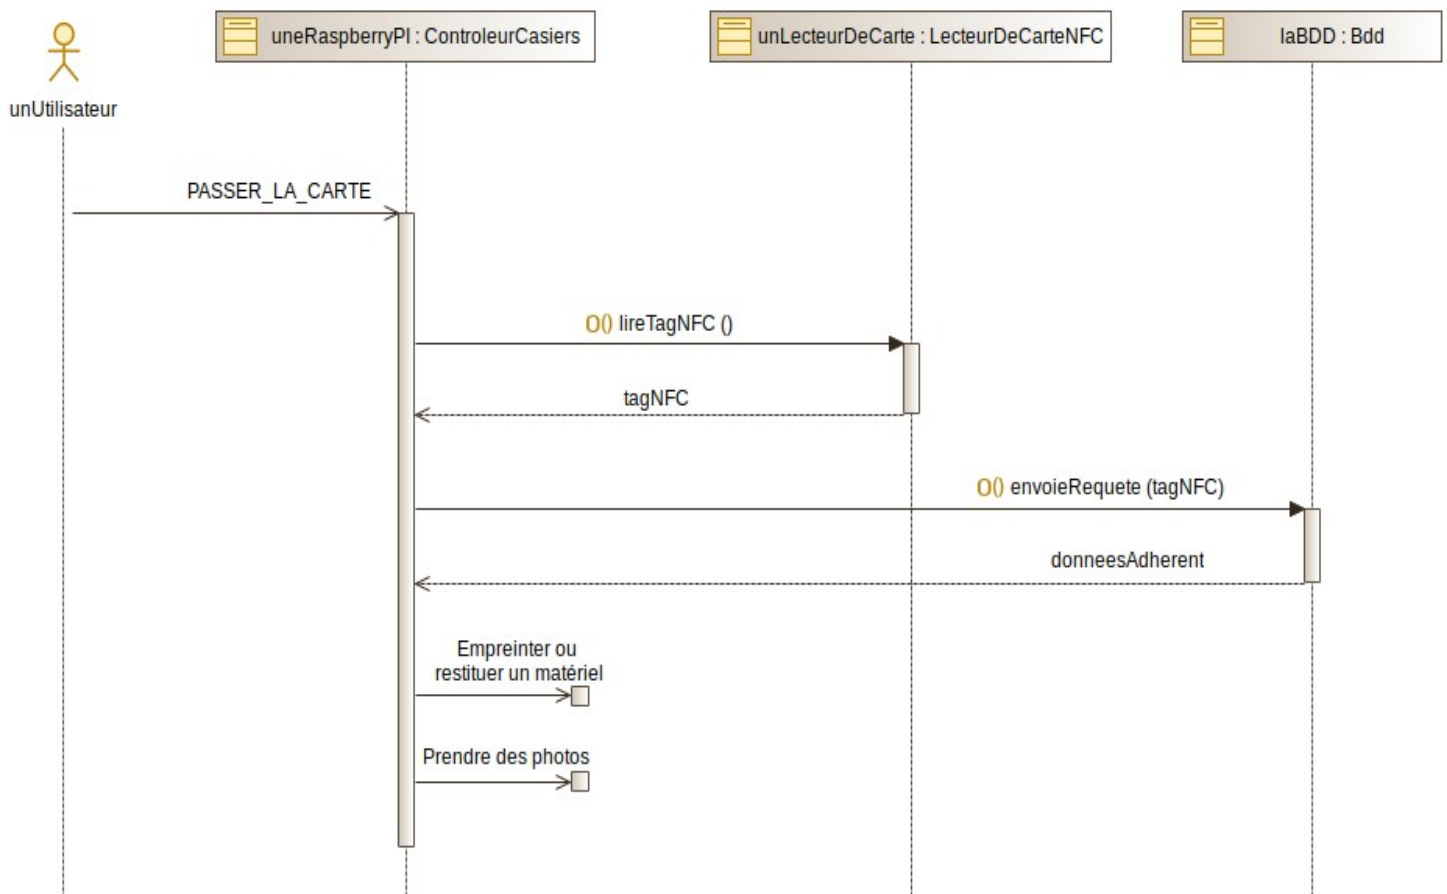 uneRaspberryPI : ControleurCasiers
unLecteurDeCarte : LecteurDeCarteNFC
laBDD : Bdd
unUtilisateur
PASSER_LA_CARTE
O() lireTagNFC ()
tagNFC
O() envoieRequete (tagNFC)
donneesAdherent
Empreinter ou
restituer un matériel
Prendre des photos